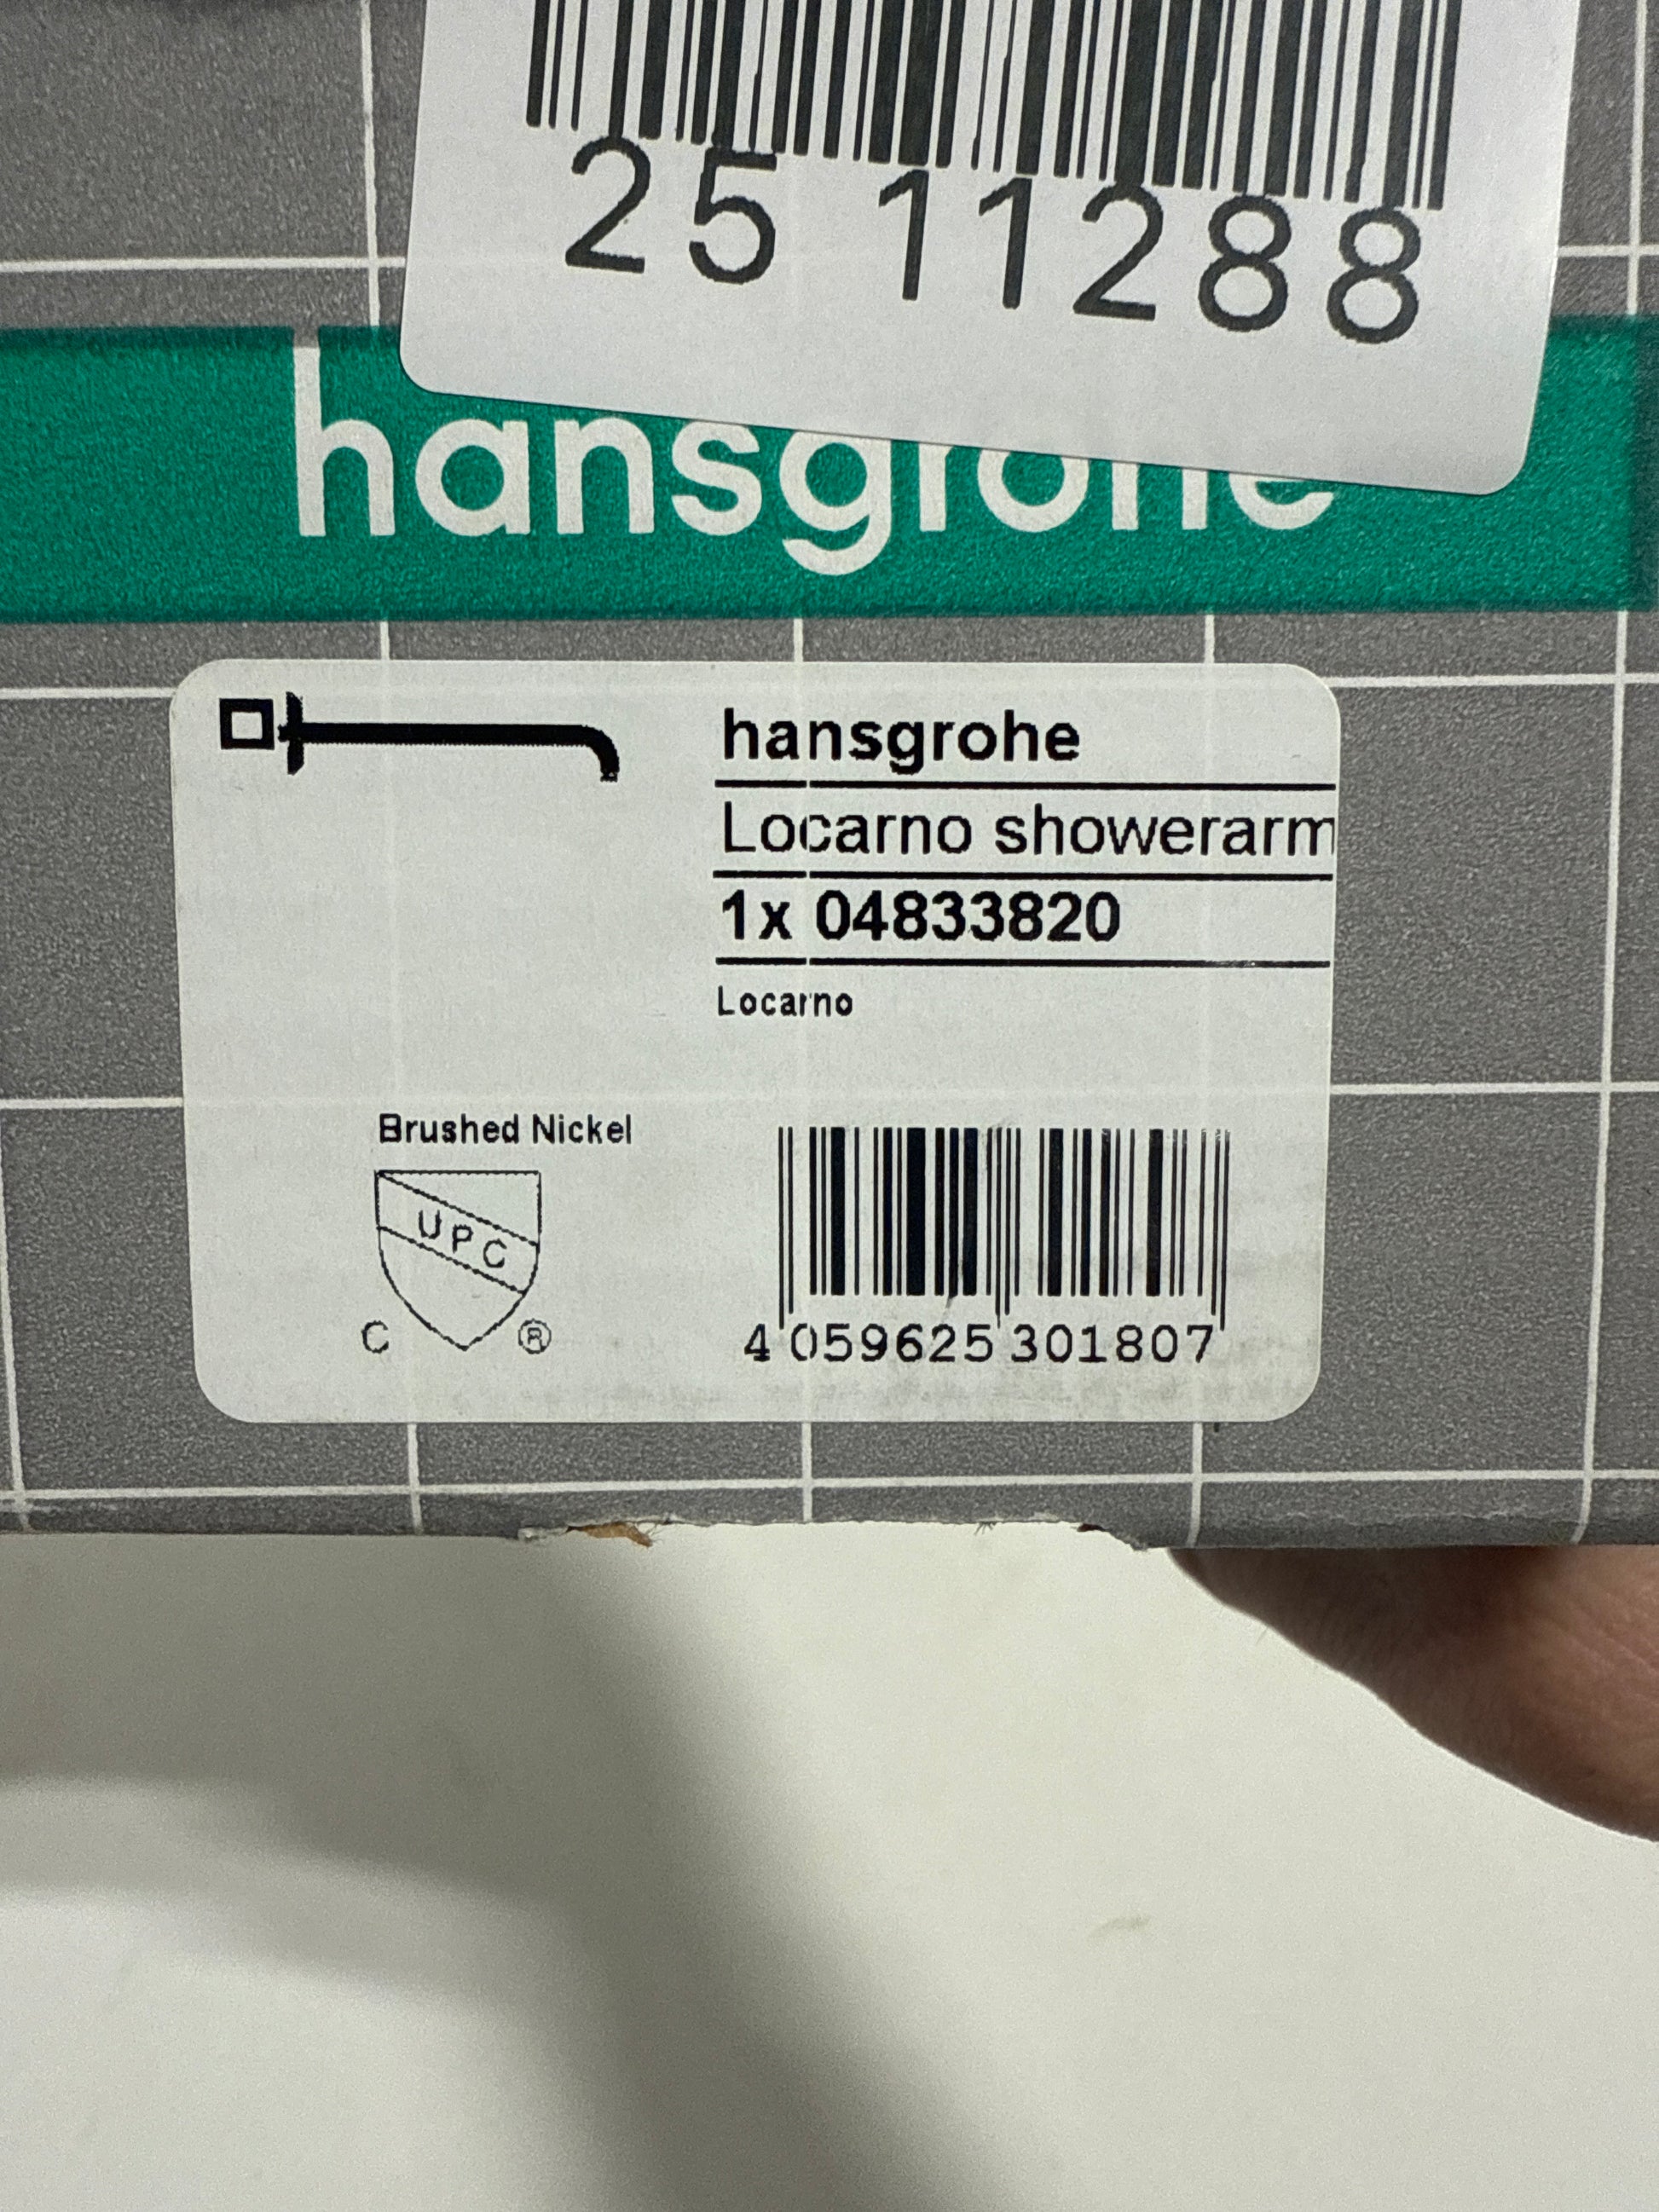 25 11288
hansgrohe
hansgrohe
Locarno showerarm
1x 04833820
Locarno
Brushed Nickel
UPC
C ®
4 059625 301807